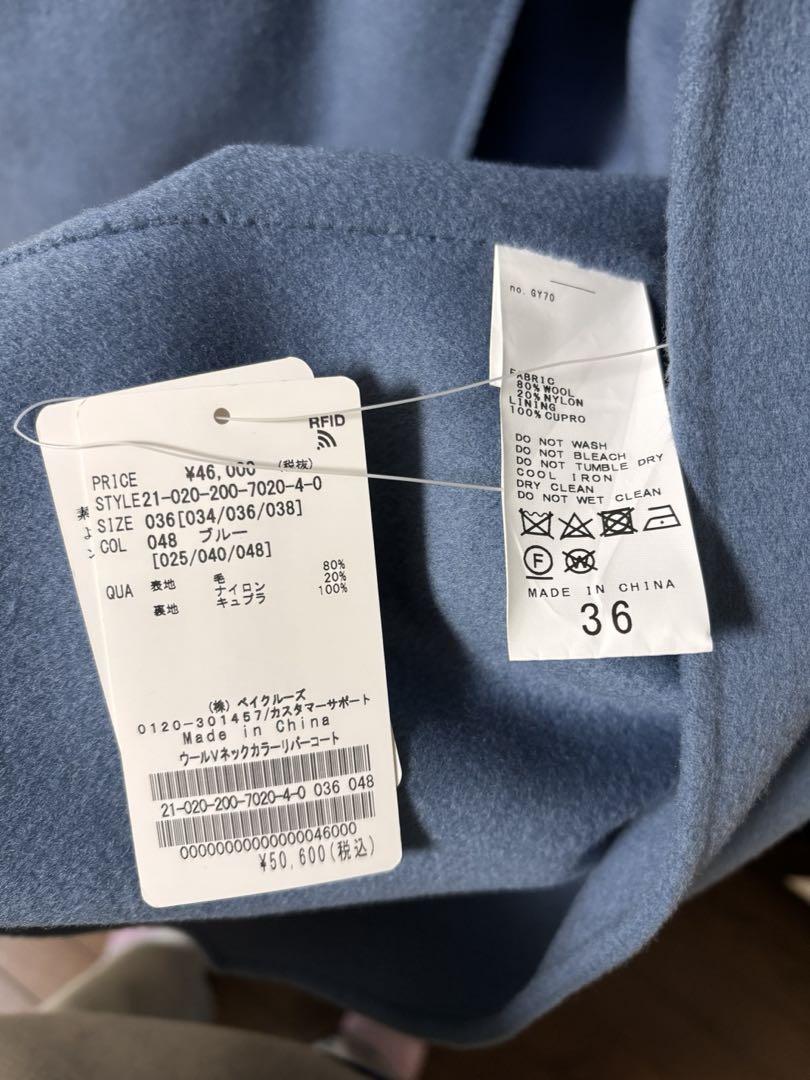 RFID
PRICE ¥46,000 (税抜)
STYLE21-020-200-7020-4-0
SIZE 036[034/036/038]
COL 048 ブルー
[025/040/048]
QUA 表地 毛 80%
ナイロン 20%
裏地 キュプラ 100%
(株) ベイクルーズ
0120-301457/カスタマーサポート
Made in China
ウールVネックカラーリバーコート
21-020-200-7020-4-0 036 048
00000000000000046000
¥50,600(税込)
no. GY70
FABRIC
80%WOOL
20%NYLON
LINING
100%CUPRO
DO NOT WASH
DO NOT BLEACH
DO NOT TUMBLE DRY
COOL IRON
DRY CLEAN
DO NOT WET CLEAN
F W
MADE IN CHINA
36